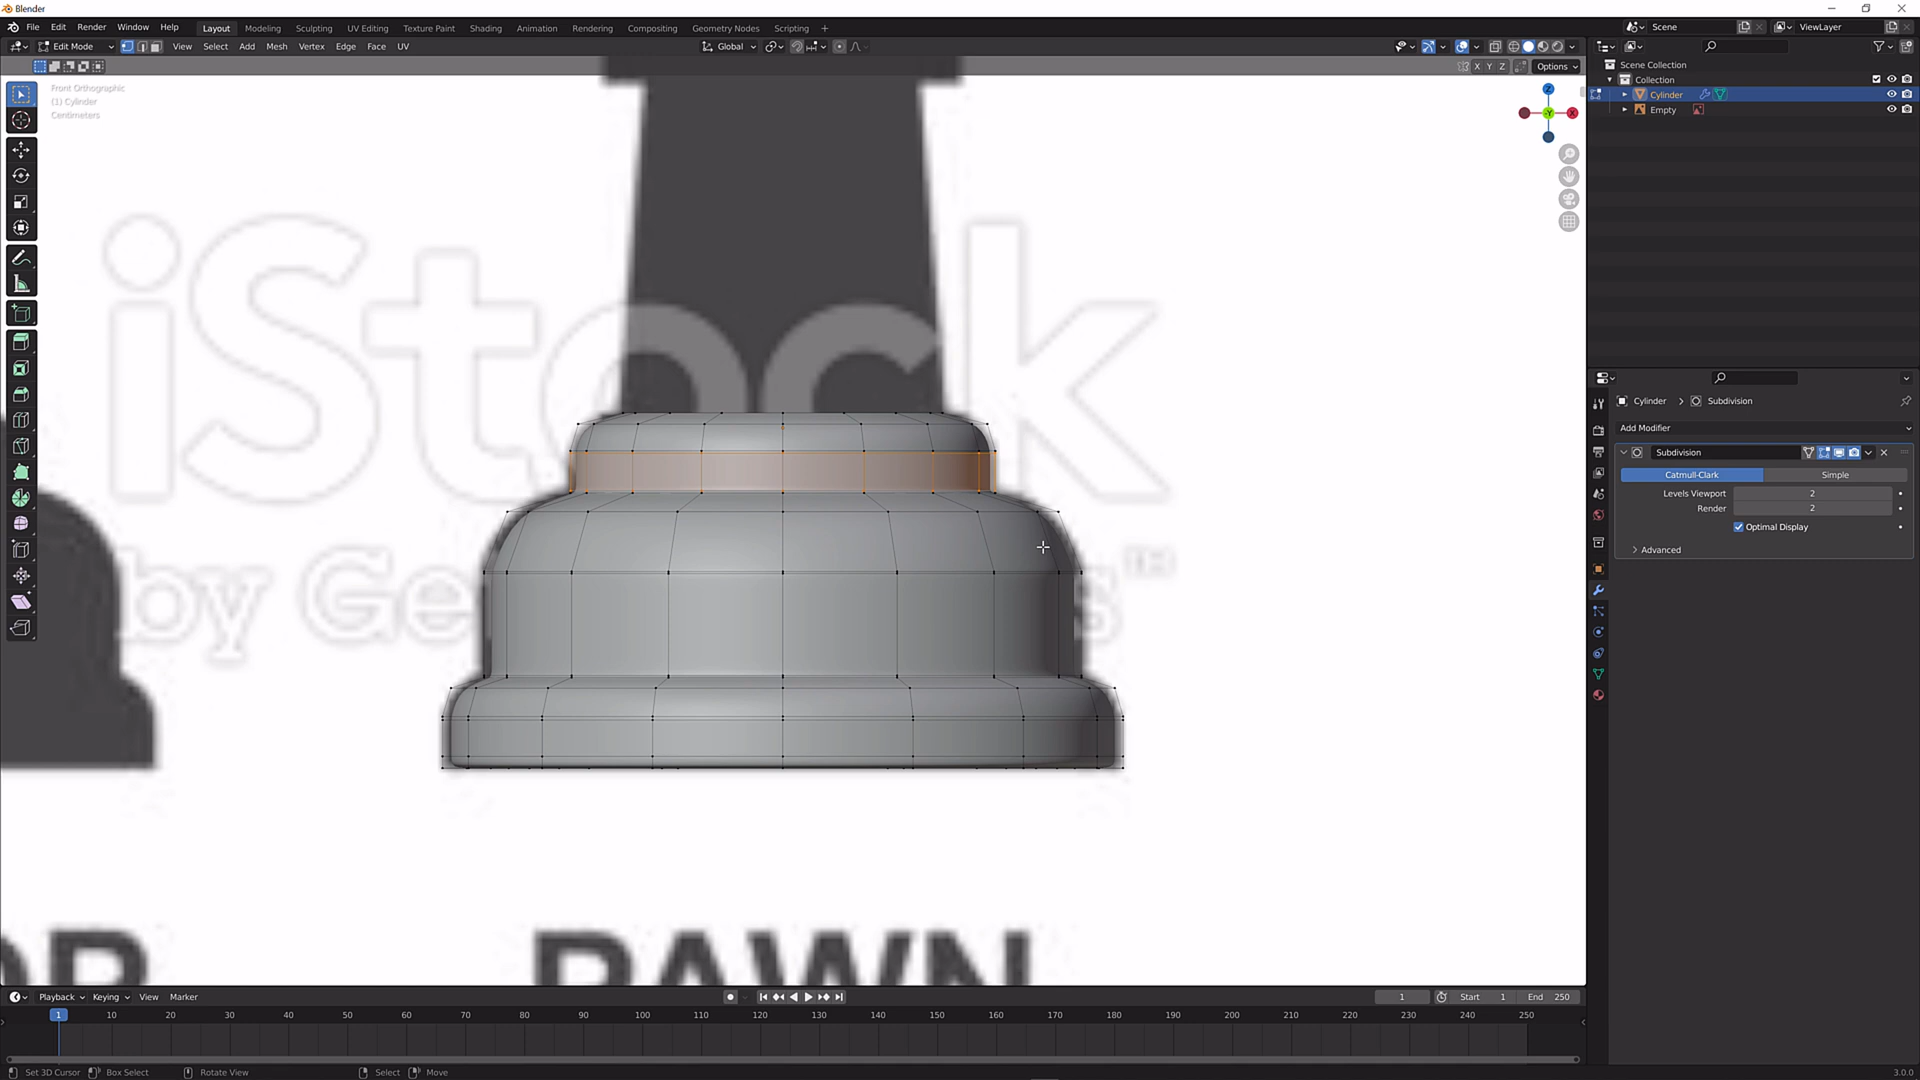 Blender
File Edit Render Window Help Layout Modeling Sculpting UV Editing Texture Paint Shading Animation Rendering Compositing Geometry Nodes Scripting + Scene ViewLayer
Edit Mode View Select Add Mesh Vertex Edge Face UV Global
X Y Z Options
Front Orthographic
(1) Cylinder
Centimeters
Z
-Y
X
Scene Collection
Collection
Cylinder
Empty
Cylinder > Subdivision
Add Modifier
Subdivision
Catmull-Clark Simple
Levels Viewport 2
Render 2
Optimal Display
Advanced
iStock
by Ge s
PAWN
Playback Keying View Marker 1 Start 1 End 250
1 10 20 30 40 50 60 70 80 90 100 110 120 130 140 150 160 170 180 190 200 210 220 230 240 250
Set 3D Cursor Box Select Rotate View Select Move 3.0.0